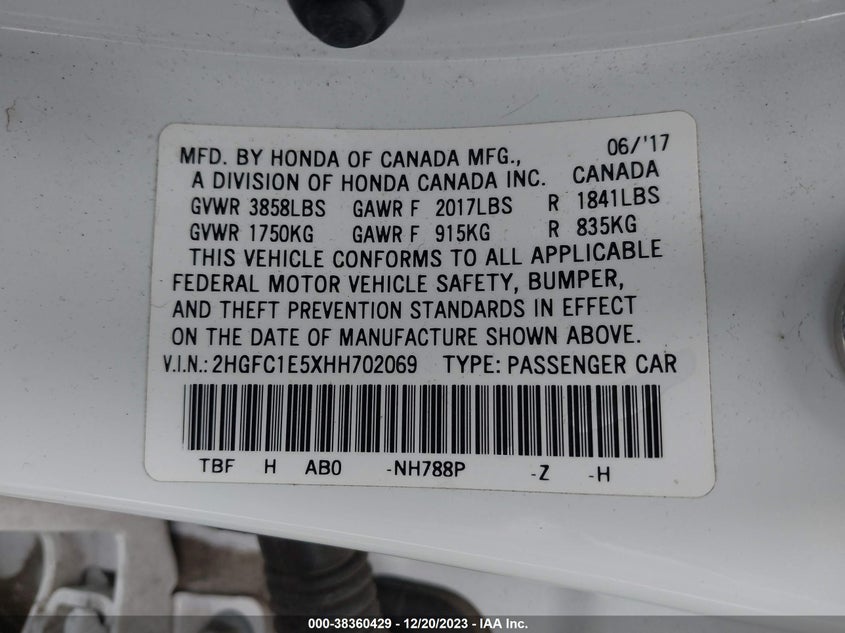 MFD. BY HONDA OF CANADA MFG., 06/'17
A DIVISION OF HONDA CANADA INC. CANADA
GVWR 3858LBS GAWR F 2017LBS R 1841LBS
GVWR 1750KG GAWR F 915KG R 835KG
THIS VEHICLE CONFORMS TO ALL APPLICABLE
FEDERAL MOTOR VEHICLE SAFETY, BUMPER,
AND THEFT PREVENTION STANDARDS IN EFFECT
ON THE DATE OF MANUFACTURE SHOWN ABOVE.
V.I.N.: 2HGFC1E5XHH702069 TYPE: PASSENGER CAR
TBF H AB0 -NH788P -Z -H
000-38360429 - 12/20/2023 - IAA Inc.